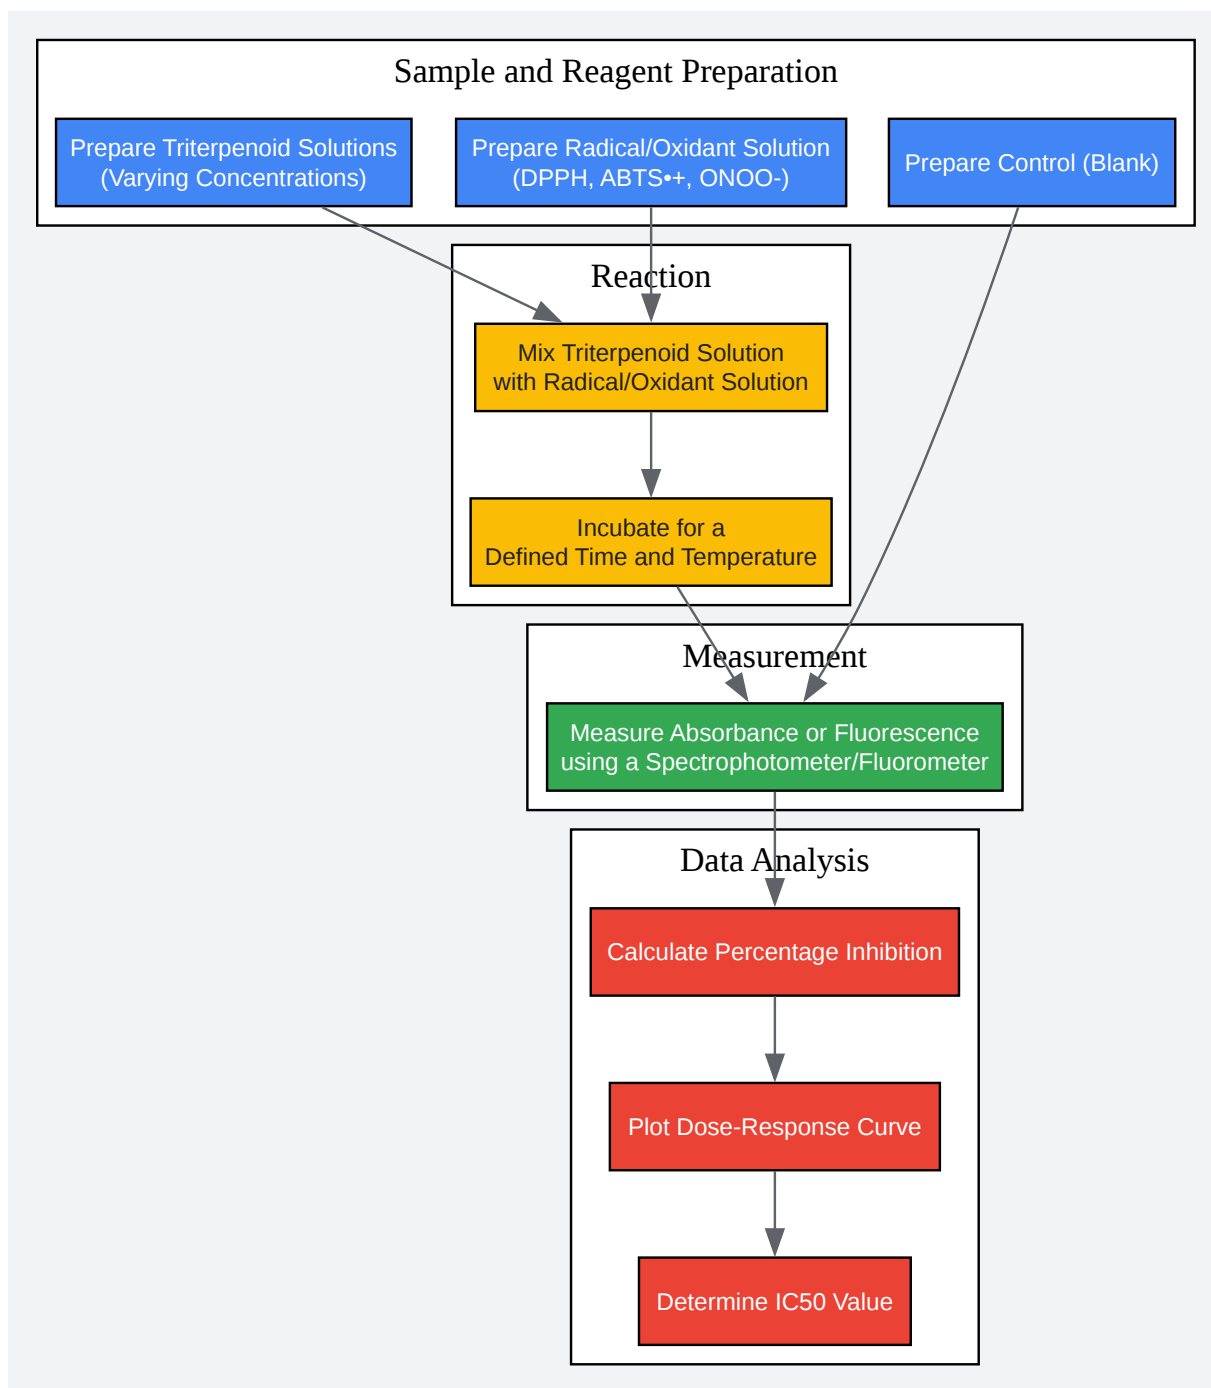 Sample and Reagent Preparation
Prepare Triterpenoid Solutions
(Varying Concentrations)
Prepare Radical/Oxidant Solution
(DPPH, ABTS•+, ONOO-)
Prepare Control (Blank)
Reaction
Mix Triterpenoid Solution
with Radical/Oxidant Solution
Incubate for a
Defined Time and Temperature
Measurement
Measure Absorbance or Fluorescence
using a Spectrophotometer/Fluorometer
Data Analysis
Calculate Percentage Inhibition
Plot Dose-Response Curve
Determine IC50 Value